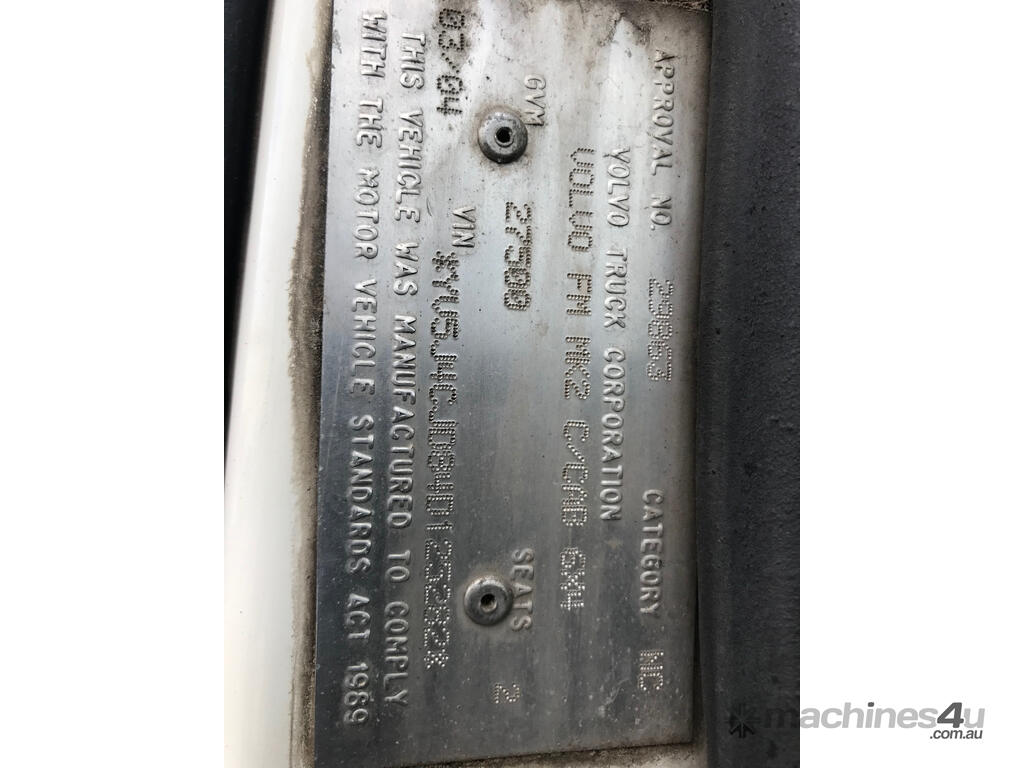 APPROVAL NO. 29863 CATEGORY NC
VOLVO TRUCK CORPORATION
VOLVO FM MK2 C/CAB 6X4
GVM 27500 SEATS 2
03/04 VIN *YV5JWCJD84D125262*
THIS VEHICLE WAS MANUFACTURED TO COMPLY
WITH THE MOTOR VEHICLE STANDARDS ACT 1989
machines4u
.com.au